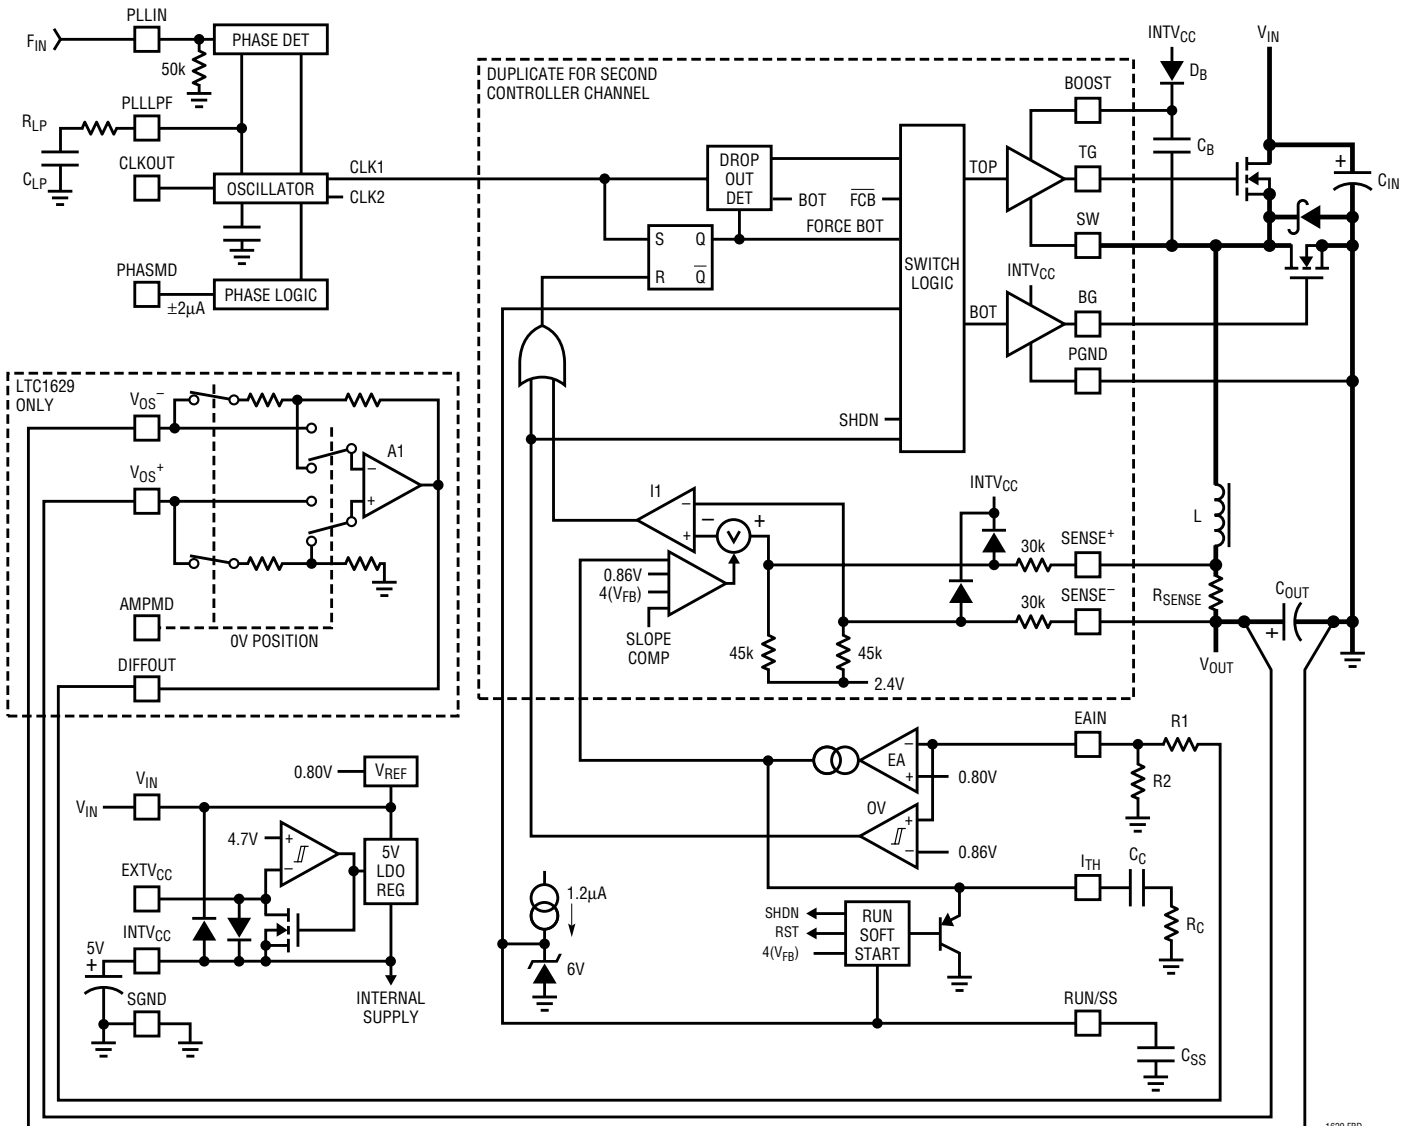 PLLIN
F_IN
PHASE DET
50k
PLLLPF
R_LP
C_LP
CLKOUT
OSCILLATOR
CLK1
CLK2
PHASMD
±2μA
PHASE LOGIC
DUPLICATE FOR SECOND
CONTROLLER CHANNEL
DROP
OUT
DET
BOT
FCB
FORCE BOT
S
Q
R
Q
SWITCH
LOGIC
TOP
INTV_CC
BOT
SHDN
BOOST
TG
SW
BG
PGND
INTV_CC
D_B
C_B
V_IN
+
C_IN
LTC1629
ONLY
V_OS−
V_OS+
A1
−
+
AMPMD
0V POSITION
DIFFOUT
I1
−
+
−
+
V
0.86V
4(V_FB)
SLOPE
COMP
45k
45k
2.4V
INTV_CC
30k
SENSE+
30k
SENSE−
L
R_SENSE
C_OUT
+
V_OUT
0.80V
V_REF
V_IN
V_IN
4.7V
+
−
5V
LDO
REG
EXTV_CC
INTV_CC
5V
+
SGND
INTERNAL
SUPPLY
EAIN
R1
R2
EA
−
+
0.80V
OV
+
−
0.86V
I_TH
C_C
R_C
1.2μA
6V
SHDN
RST
4(V_FB)
RUN
SOFT
START
RUN/SS
C_SS